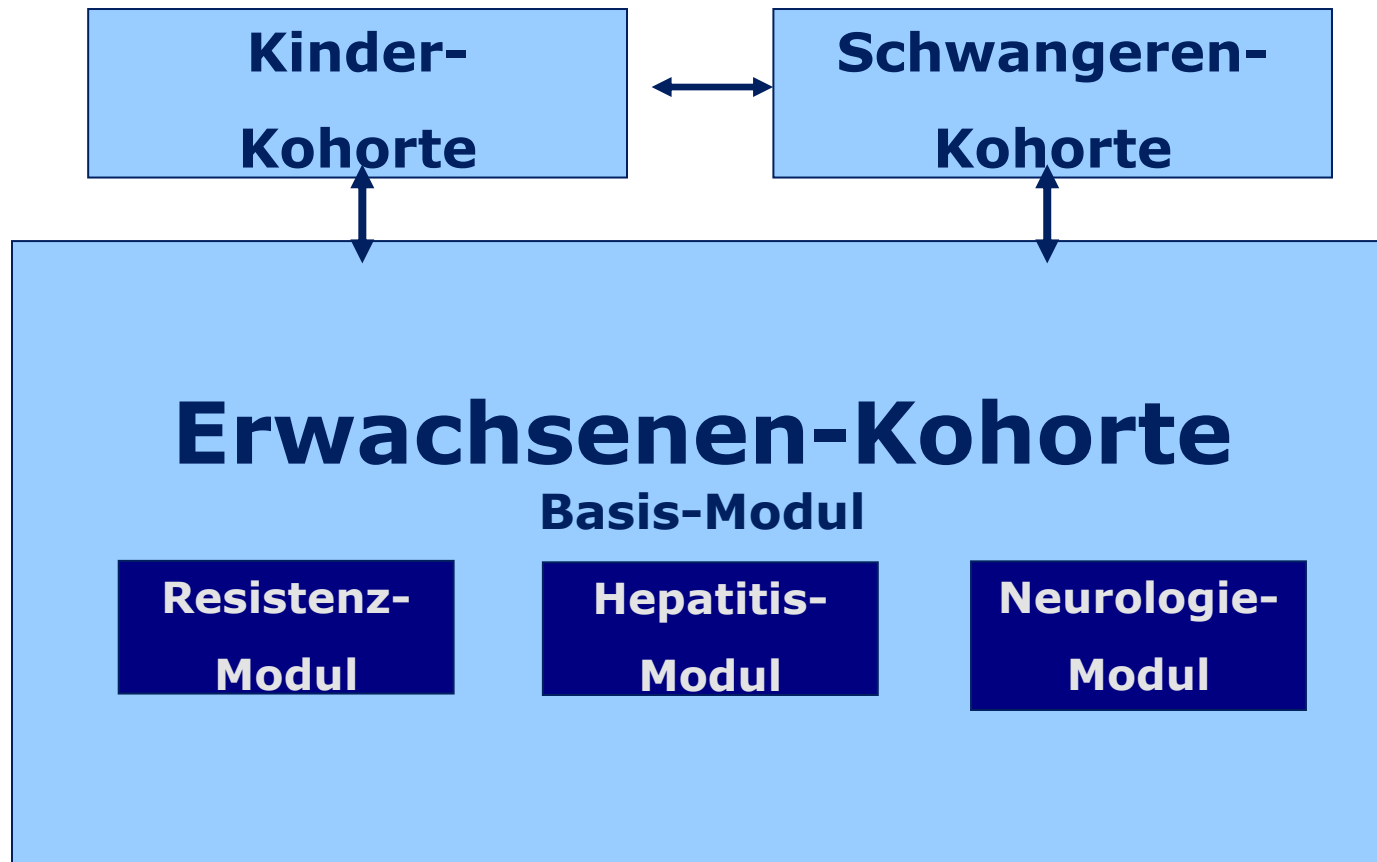 Kinder-
Kohorte
Schwangeren-
Kohorte
Erwachsenen-Kohorte
Basis-Modul
Resistenz-
Modul
Hepatitis-
Modul
Neurologie-
Modul